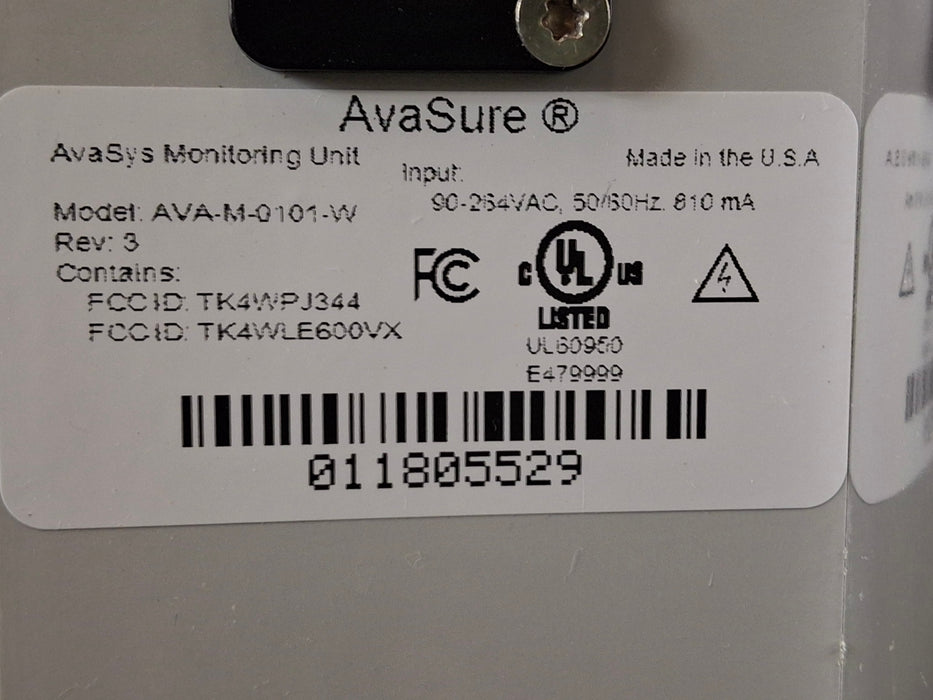 AvaSure ®
AvaSys Monitoring Unit
Made in the U.S.A
Input:
90-264VAC, 50/60Hz. 810 mA
Model: AVA-M-0101-W
Rev: 3
Contains:
FCC ID: TK4WPJ344
FCC ID: TK4WLE600VX
FC
C UL US
LISTED
UL60950
E479999
011805529